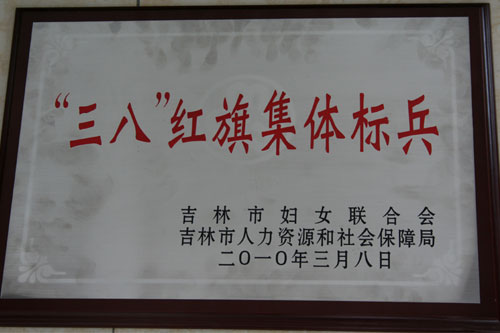 “三八”红旗集体标兵
吉林市妇女联合会
吉林市人力资源和社会保障局
二〇一〇年三月八日